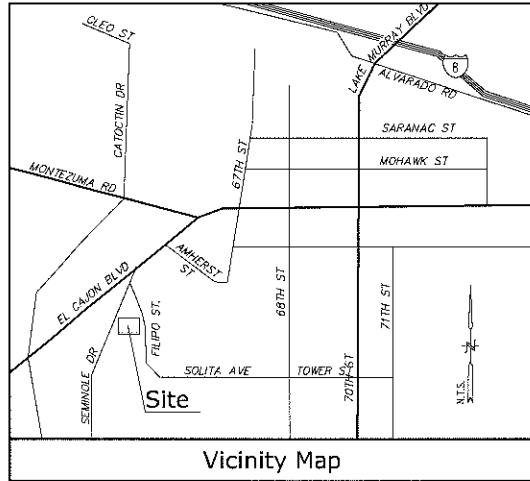 CLEO ST
CATOCTIN DR
LAKE MURRAY BLVD
8
ALVARADO RD
SARANAC ST
MOHAWK ST
67TH ST
MONTEZUMA RD
AMHERST
ST
EL CAJON BLVD
68TH ST
71TH ST
FILIPO ST.
SEMINOLE DR
SOLITA AVE
TOWER ST
70TH ST
N
N.T.S.
Site
Vicinity Map